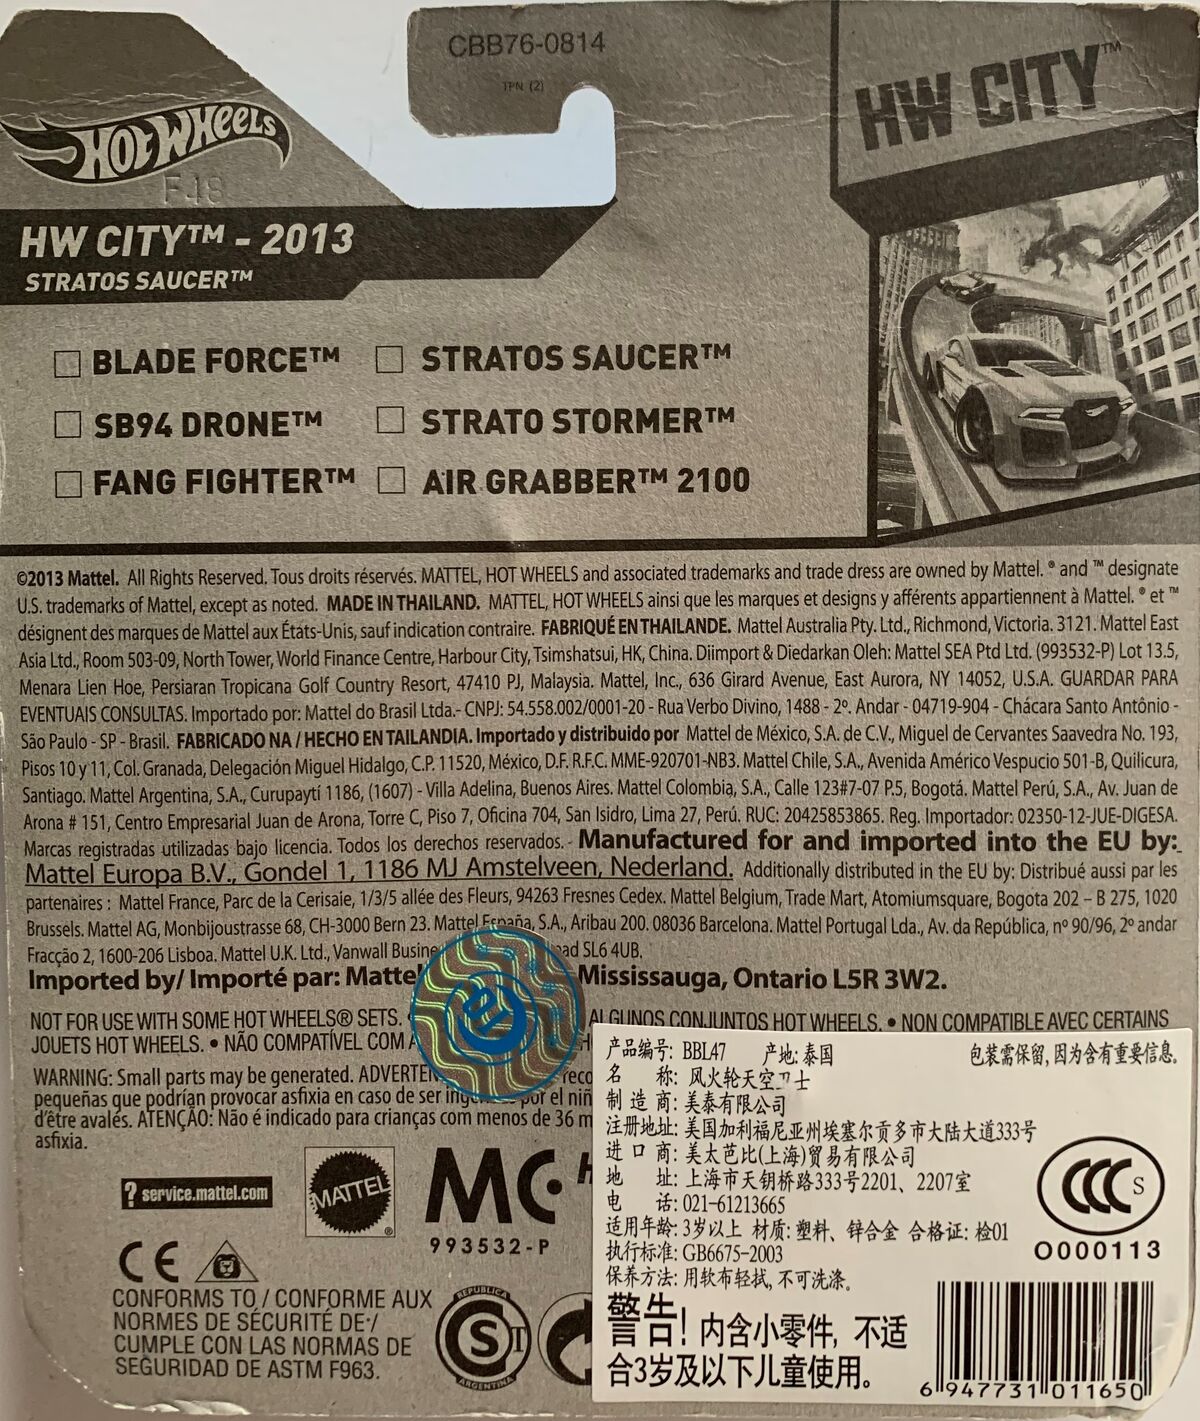 CBB76-0814
1PN (2)
HW CITY™
HOT WHEELS
F48
HW CITY™ - 2013
STRATOS SAUCER™
BLADE FORCE™
STRATOS SAUCER™
SB94 DRONE™
STRATO STORMER™
FANG FIGHTER™
AIR GRABBER™ 2100
©2013 Mattel. All Rights Reserved. Tous droits réservés. MATTEL, HOT WHEELS and associated trademarks and trade dress are owned by Mattel. ® and ™ designate
U.S. trademarks of Mattel, except as noted. MADE IN THAILAND. MATTEL, HOT WHEELS ainsi que les marques et designs y afférents appartiennent à Mattel. ® et ™
désignent des marques de Mattel aux États-Unis, sauf indication contraire. FABRIQUÉ EN THAILANDE. Mattel Australia Pty. Ltd., Richmond, Victoria. 3121. Mattel East
Asia Ltd., Room 503-09, North Tower, World Finance Centre, Harbour City, Tsimshatsui, HK, China. Diimport & Diedarkan Oleh: Mattel SEA Ptd Ltd. (993532-P) Lot 13.5,
Menara Lien Hoe, Persiaran Tropicana Golf Country Resort, 47410 PJ, Malaysia. Mattel, Inc., 636 Girard Avenue, East Aurora, NY 14052, U.S.A. GUARDAR PARA
EVENTUAIS CONSULTAS. Importado por: Mattel do Brasil Ltda.- CNPJ: 54.558.002/0001-20 - Rua Verbo Divino, 1488 - 2º. Andar - 04719-904 - Chácara Santo Antônio -
São Paulo - SP - Brasil. FABRICADO NA / HECHO EN TAILANDIA. Importado y distribuido por Mattel de México, S.A. de C.V., Miguel de Cervantes Saavedra No. 193,
Pisos 10 y 11, Col. Granada, Delegación Miguel Hidalgo, C.P. 11520, México, D.F. R.F.C. MME-920701-NB3. Mattel Chile, S.A., Avenida Américo Vespucio 501-B, Quilicura,
Santiago. Mattel Argentina, S.A., Curupaytí 1186, (1607) - Villa Adelina, Buenos Aires. Mattel Colombia, S.A., Calle 123#7-07 P.5, Bogotá. Mattel Perú, S.A., Av. Juan de
Arona # 151, Centro Empresarial Juan de Arona, Torre C, Piso 7, Oficina 704, San Isidro, Lima 27, Perú. RUC: 20425853865. Reg. Importador: 02350-12-JUE-DIGESA.
Marcas registradas utilizadas bajo licencia. Todos los derechos reservados. - Manufactured for and imported into the EU by:
Mattel Europa B.V., Gondel 1, 1186 MJ Amstelveen, Nederland. Additionally distributed in the EU by: Distribué aussi par les
partenaires : Mattel France, Parc de la Cerisaie, 1/3/5 allée des Fleurs, 94263 Fresnes Cedex. Mattel Belgium, Trade Mart, Atomiumsquare, Bogota 202 – B 275, 1020
Brussels. Mattel AG, Monbijoustrasse 68, CH-3000 Bern 23. Mattel España, S.A., Aribau 200. 08036 Barcelona. Mattel Portugal Lda., Av. da República, nº 90/96, 2º andar
Fracção 2, 1600-206 Lisboa. Mattel U.K. Ltd., Vanwall Busine ad SL6 4UB.
Imported by/ Importé par: Mattel Mississauga, Ontario L5R 3W2.
NOT FOR USE WITH SOME HOT WHEELS® SETS. ALGUNOS CONJUNTOS HOT WHEELS. • NON COMPATIBLE AVEC CERTAINS
JOUETS HOT WHEELS. • NÃO COMPATÍVEL COM A
WARNING: Small parts may be generated. ADVERTEN
pequeñas que podrían provocar asfixia en caso de ser inge por el niñ
d'être avalés. ATENÇÃO: Não é indicado para crianças com menos de 36 m
asfixia.
? service.mattel.com
MATTEL ®
MC
993532-P
CE
CONFORMS TO / CONFORME AUX
NORMES DE SÉCURITÉ DE /
CUMPLE CON LAS NORMAS DE
SEGURIDAD DE ASTM F963.
REPUBLICA
S
T
ARGENTINA
产品编号: BBL47 产地: 泰国 包装需保留,因为含有重要信息。
名 称: 风火轮天空卫士
制 造 商: 美泰有限公司
注册地址: 美国加利福尼亚州埃塞尔贡多市大陆大道333号
进 口 商: 美太芭比(上海)贸易有限公司
地 址: 上海市天钥桥路333号2201、2207室
电 话: 021-61213665
适用年龄: 3岁以上 材质: 塑料、锌合金 合格证: 检01
执行标准: GB6675-2003
保养方法: 用软布轻拭, 不可洗涤。
CCC S
O000113
警告! 内含小零件, 不适
合3岁及以下儿童使用。
6 947731 011650